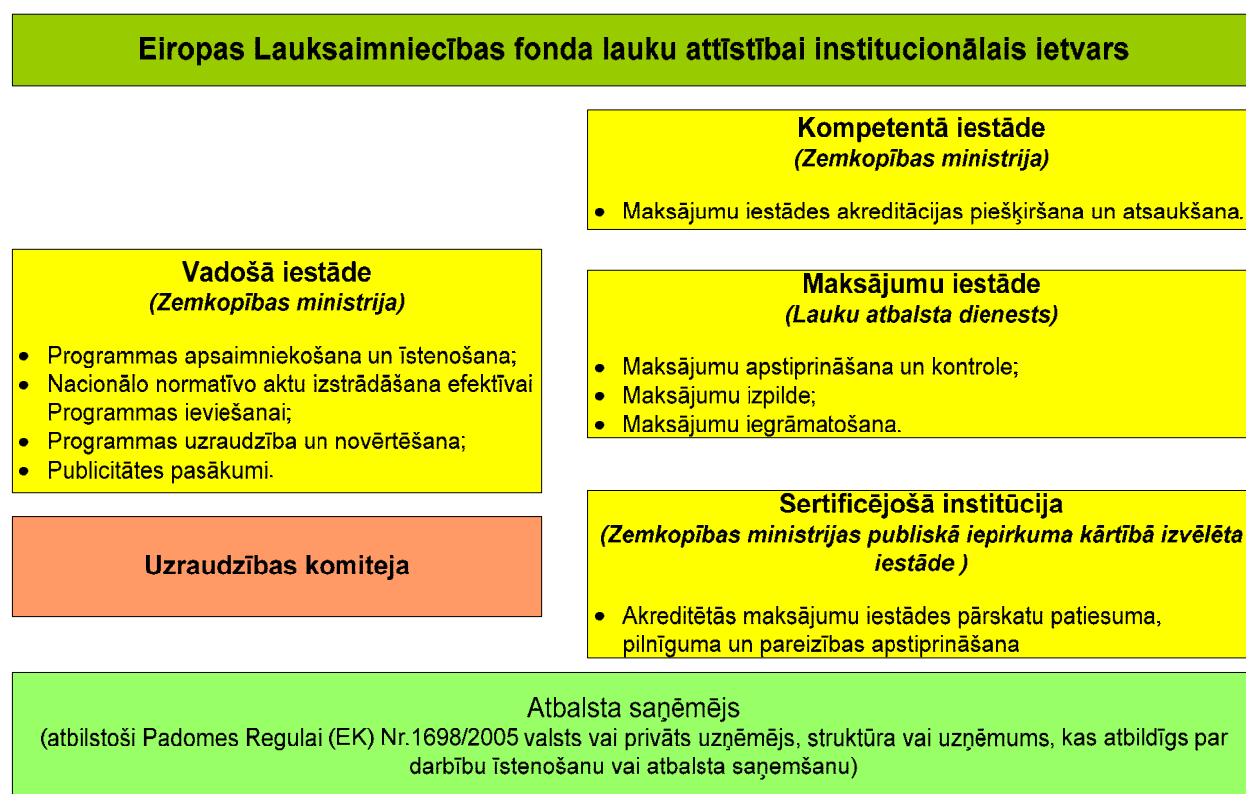 Eiropas Lauksaimniecības fonda lauku attīstībai institucionālais ietvars
Kompetentā iestāde
(Zemkopības ministrija)
• Maksājumu iestādes akreditācijas piešķiršana un atsaukšana.
Vadošā iestāde
(Zemkopības ministrija)
• Programmas apsaimniekošana un īstenošana;
• Nacionālo normatīvo aktu izstrādāšana efektīvai
Programmas ieviešanai;
• Programmas uzraudzība un novērtēšana;
• Publicitātes pasākumi.
Maksājumu iestāde
(Lauku atbalsta dienests)
• Maksājumu apstiprināšana un kontrole;
• Maksājumu izpilde;
• Maksājumu iegrāmatošana.
Uzraudzības komiteja
Sertificējošā institūcija
(Zemkopības ministrijas publiskā iepirkuma kārtībā izvēlēta
iestāde )
• Akreditētās maksājumu iestādes pārskatu patiesuma,
pilnīguma un pareizības apstiprināšana
Atbalsta saņēmējs
(atbilstoši Padomes Regulai (EK) Nr.1698/2005 valsts vai privāts uzņēmējs, struktūra vai uzņēmums, kas atbildīgs par
darbību īstenošanu vai atbalsta saņemšanu)